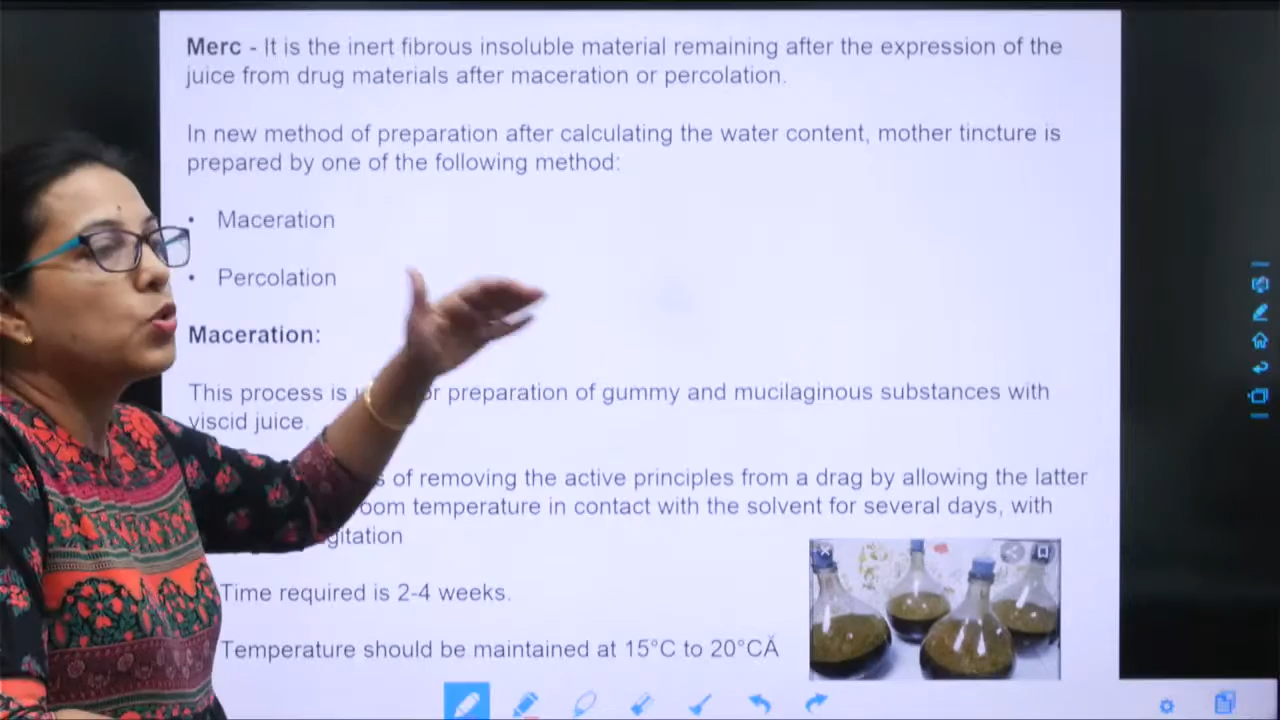 Merc - It is the inert fibrous insoluble material remaining after the expression of the
juice from drug materials after maceration or percolation.
In new method of preparation after calculating the water content, mother tincture is
prepared by one of the following method:
• Maceration
• Percolation
Maceration:
This process is or preparation of gummy and mucilaginous substances with
viscid juice.
s of removing the active principles from a drag by allowing the latter
oom temperature in contact with the solvent for several days, with
gitation
Time required is 2-4 weeks.
Temperature should be maintained at 15°C to 20°CĂ